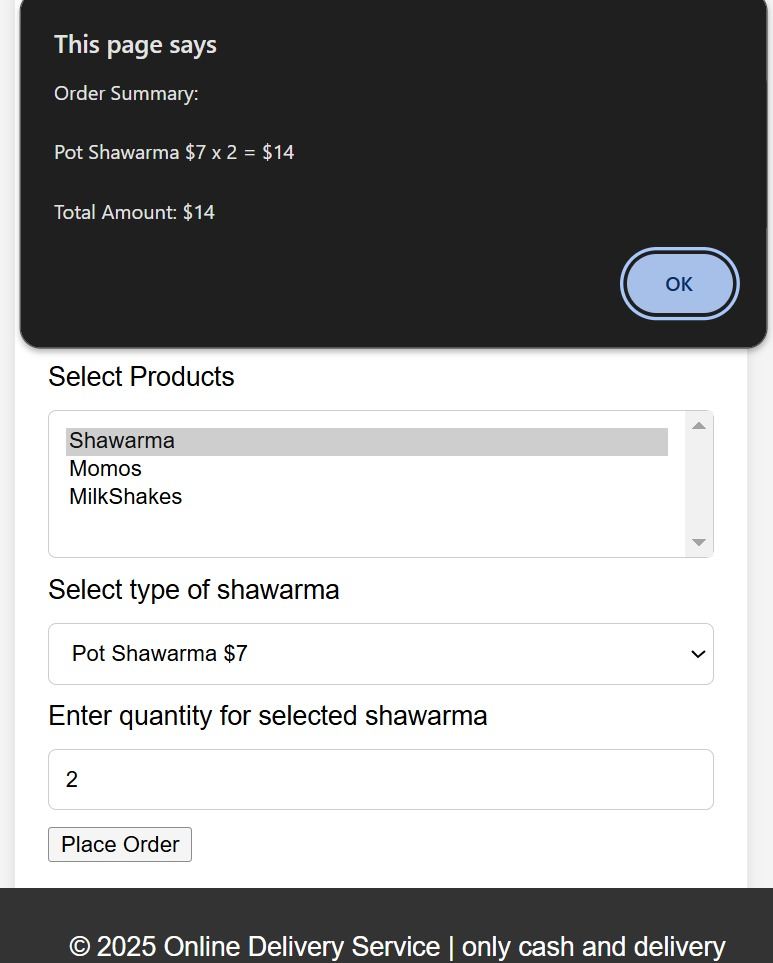 This page says
Order Summary:
Pot Shawarma $7 x 2 = $14
Total Amount: $14
OK
Select Products
Shawarma
Momos
MilkShakes
Select type of shawarma
Pot Shawarma $7
Enter quantity for selected shawarma
2
Place Order
© 2025 Online Delivery Service | only cash and delivery